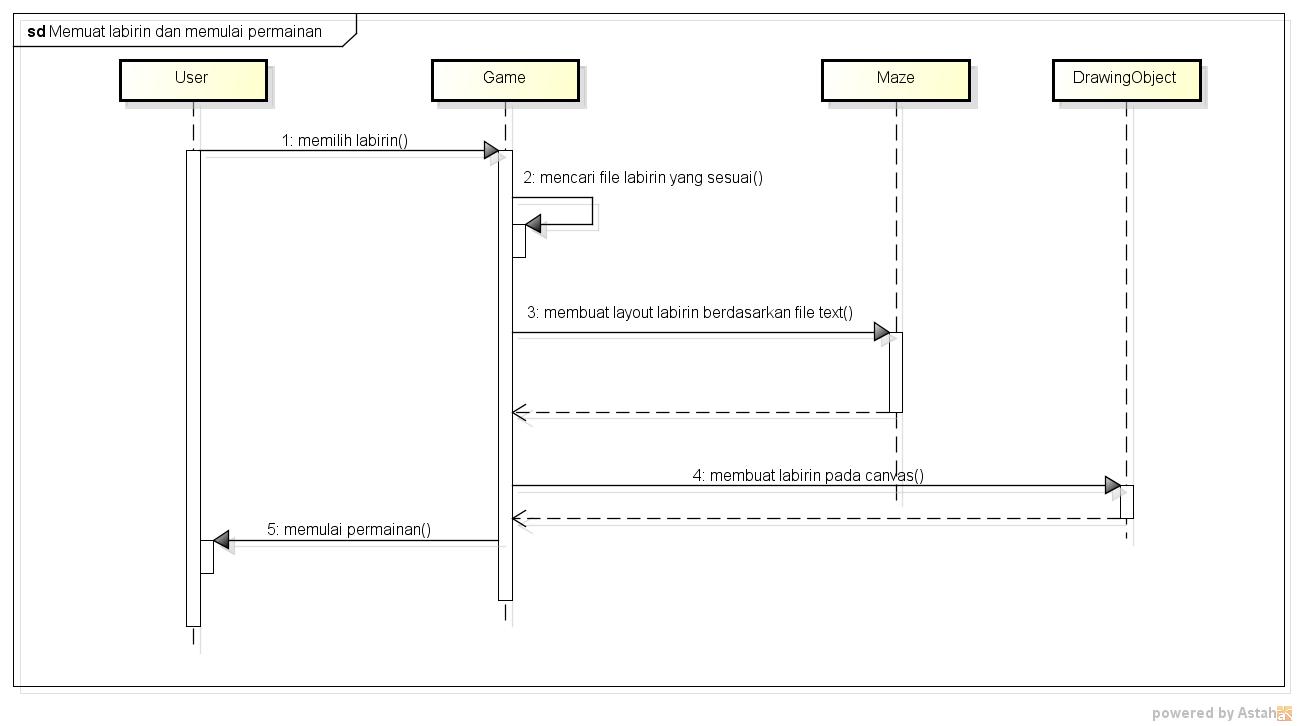 sd Memuat labirin dan memulai permainan
User
Game
Maze
DrawingObject
1: memilih labirin()
2: mencari file labirin yang sesuai()
3: membuat layout labirin berdasarkan file text()
4: membuat labirin pada canvas()
5: memulai permainan()
powered by Astah